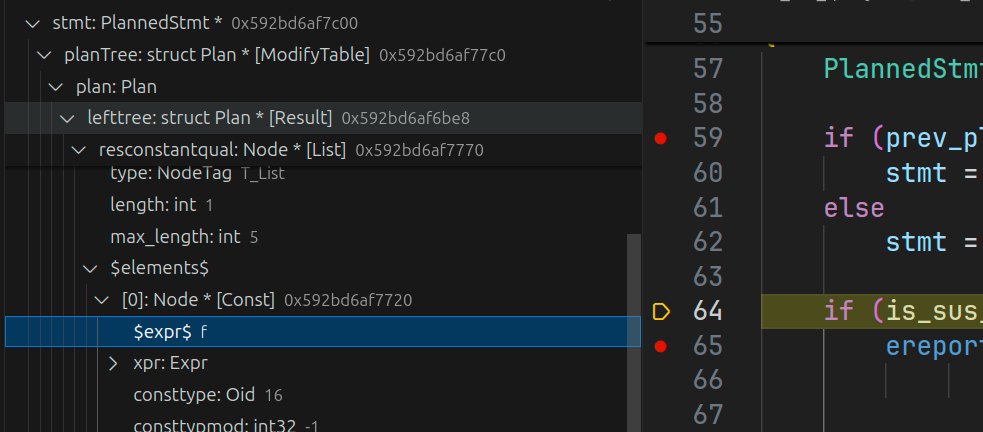 stmt: PlannedStmt * 0x592bd6af7c00
planTree: struct Plan * [ModifyTable] 0x592bd6af77c0
plan: Plan
lefttree: struct Plan * [Result] 0x592bd6af6be8
resconstantqual: Node * [List] 0x592bd6af7770
type: NodeTag T_List
length: int 1
max_length: int 5
$elements$
[0]: Node * [Const] 0x592bd6af7720
$expr$ f
xpr: Expr
consttype: Oid 16
consttypmod: int32 -1
55
57 PlannedStm
58
59 if (prev_pl
60 stmt =
61 else
62 stmt =
63
64 if (is_sus_
65 ereport
66
67